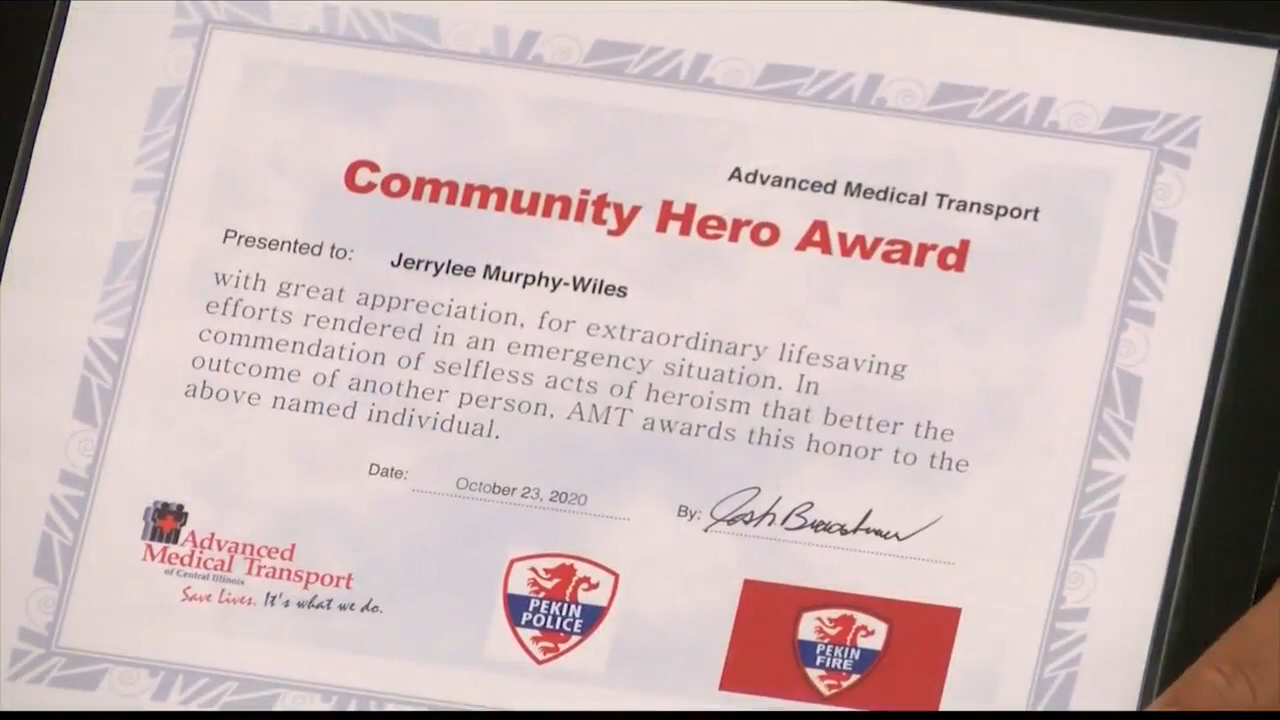 Advanced Medical Transport
Community Hero Award
Presented to: Jerrylee Murphy-Wiles
with great appreciation, for extraordinary lifesaving
efforts rendered in an emergency situation. In
commendation of selfless acts of heroism that better the
outcome of another person, AMT awards this honor to the
above named individual.
Date: October 23, 2020
By:
Advanced
Medical Transport
of Central Illinois
Save Lives. It's what we do.
PEKIN
POLICE
PEKIN
FIRE